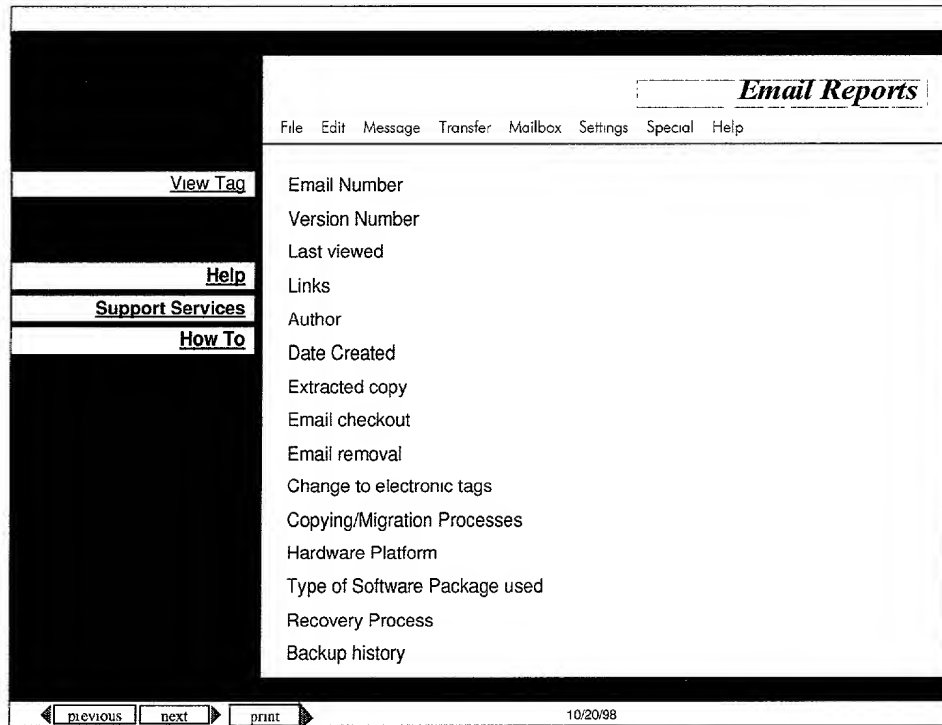 Email Reports
File Edit Message Transfer Mailbox Settings Special Help
View Tag
Help
Support Services
How To
Email Number
Version Number
Last viewed
Links
Author
Date Created
Extracted copy
Email checkout
Email removal
Change to electronic tags
Copying/Migration Processes
Hardware Platform
Type of Software Package used
Recovery Process
Backup history
previous next print 10/20/98